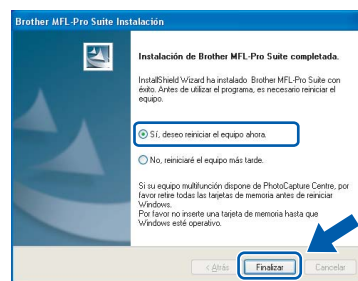 Brother MFL-Pro Suite Instalación
Instalación de Brother MFL-Pro Suite completada.
InstallShield Wizard ha instalado Brother MFL-Pro Suite con
éxito. Antes de utilizar el programa, es necesario reiniciar el
equipo.
Sí, deseo reiniciar el equipo ahora.
No, reiniciaré el equipo más tarde.
Si su equipo multifunción dispone de PhotoCapture Centre, por
favor retire todas las tarjetas de memoria antes de reiniciar
Windows.
Por favor no inserte una tarjeta de memoria hasta que
Windows esté operativo.
< Atrás Finalizar Cancelar